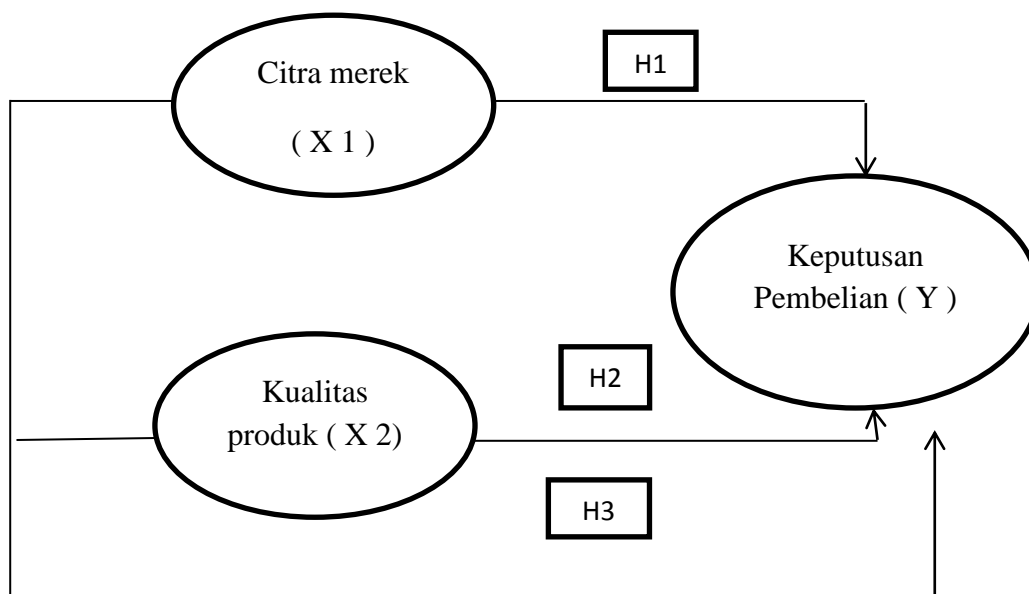 Citra merek
( X 1 )
H1
Keputusan
Pembelian ( Y )
H2
Kualitas
produk ( X 2)
H3